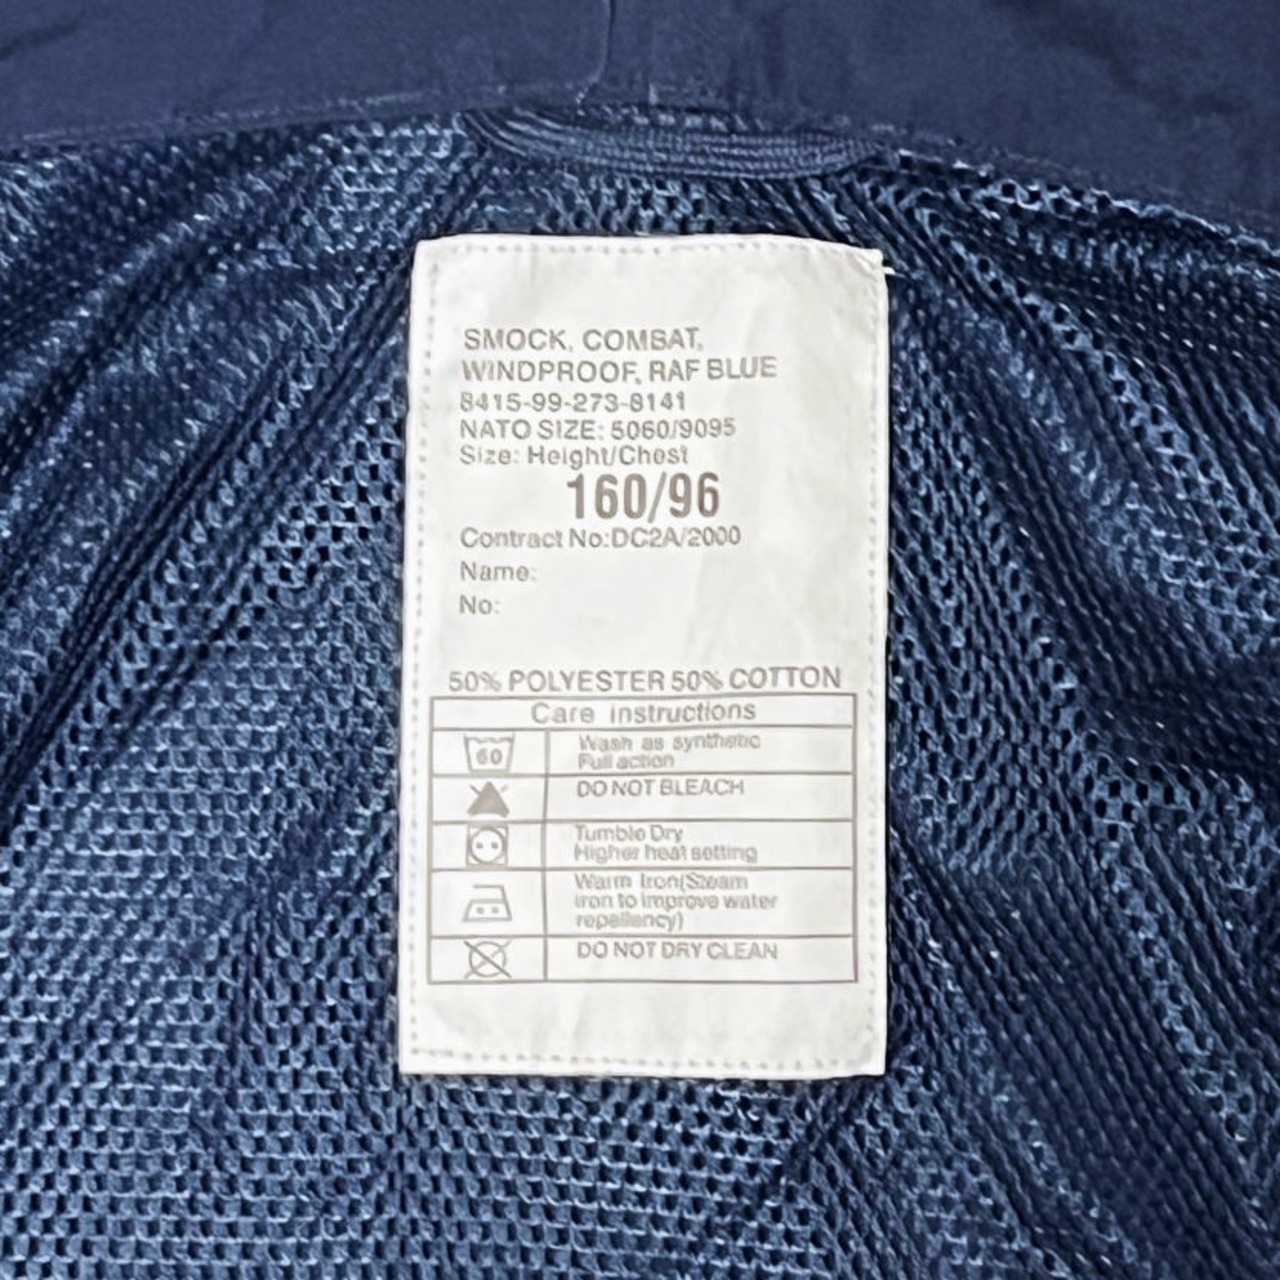 SMOCK, COMBAT,
WINDPROOF, RAF BLUE
8415-99-273-8141
NATO SIZE: 5060/9095
Size: Height/Chest
160/96
Contract No:DC2A/2000
Name:
No:
50% POLYESTER 50% COTTON
Care instructions
60
Wash as synthetic
Full action
DO NOT BLEACH
Tumble Dry
Higher heat setting
Warm Iron(Steam
iron to improve water
repellency)
DO NOT DRY CLEAN